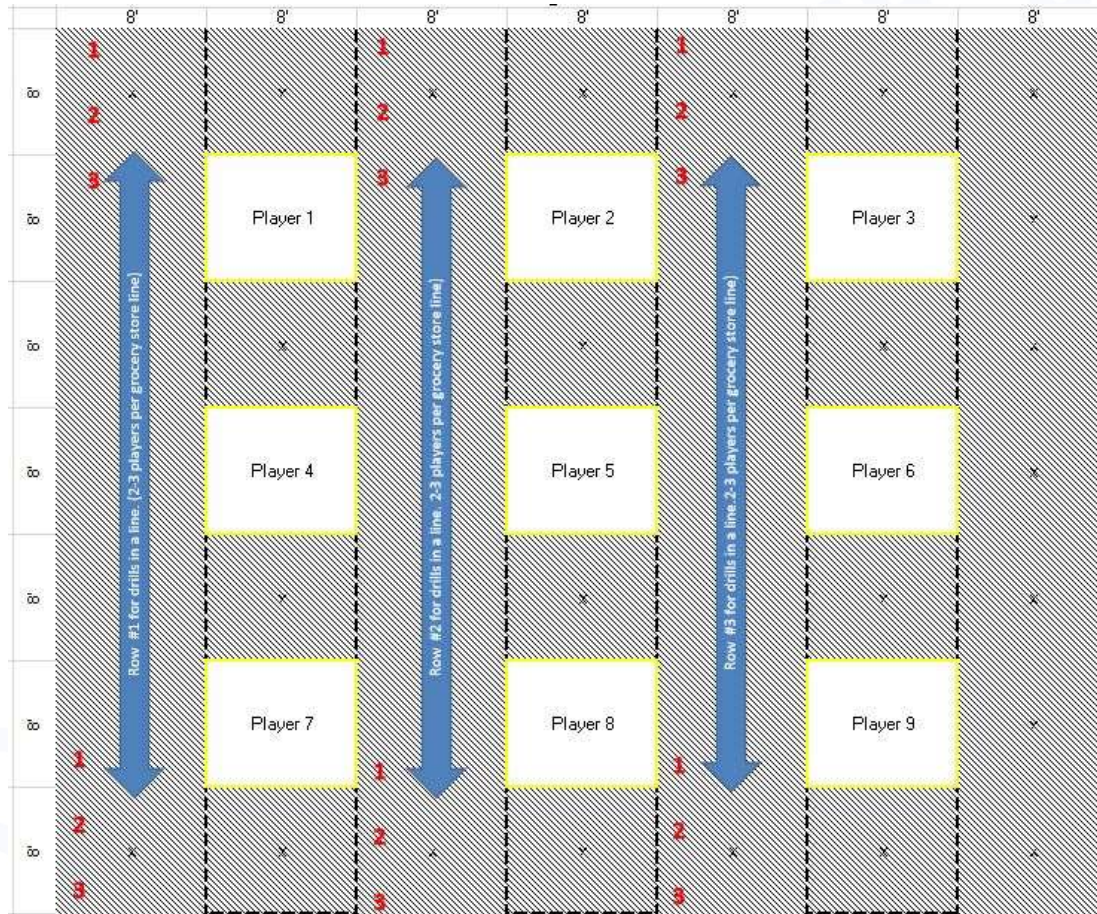 8' 8' 8' 8' 8' 8' 8'
1 1 1
8' X
2 2 2
3 3 3
8' Player 1 Player 2 Player 3
8'
Row #1 for drills in a line. (2-3 players per grocery store line)
Row #2 for drills in a line. 2-3 players per grocery store line)
Row #3 for drills in a line. 2-3 players per grocery store line)
8' Player 4 Player 5 Player 6
8'
8' Player 7 Player 8 Player 9
1 1 1
2 2 2
8'
3 3 3